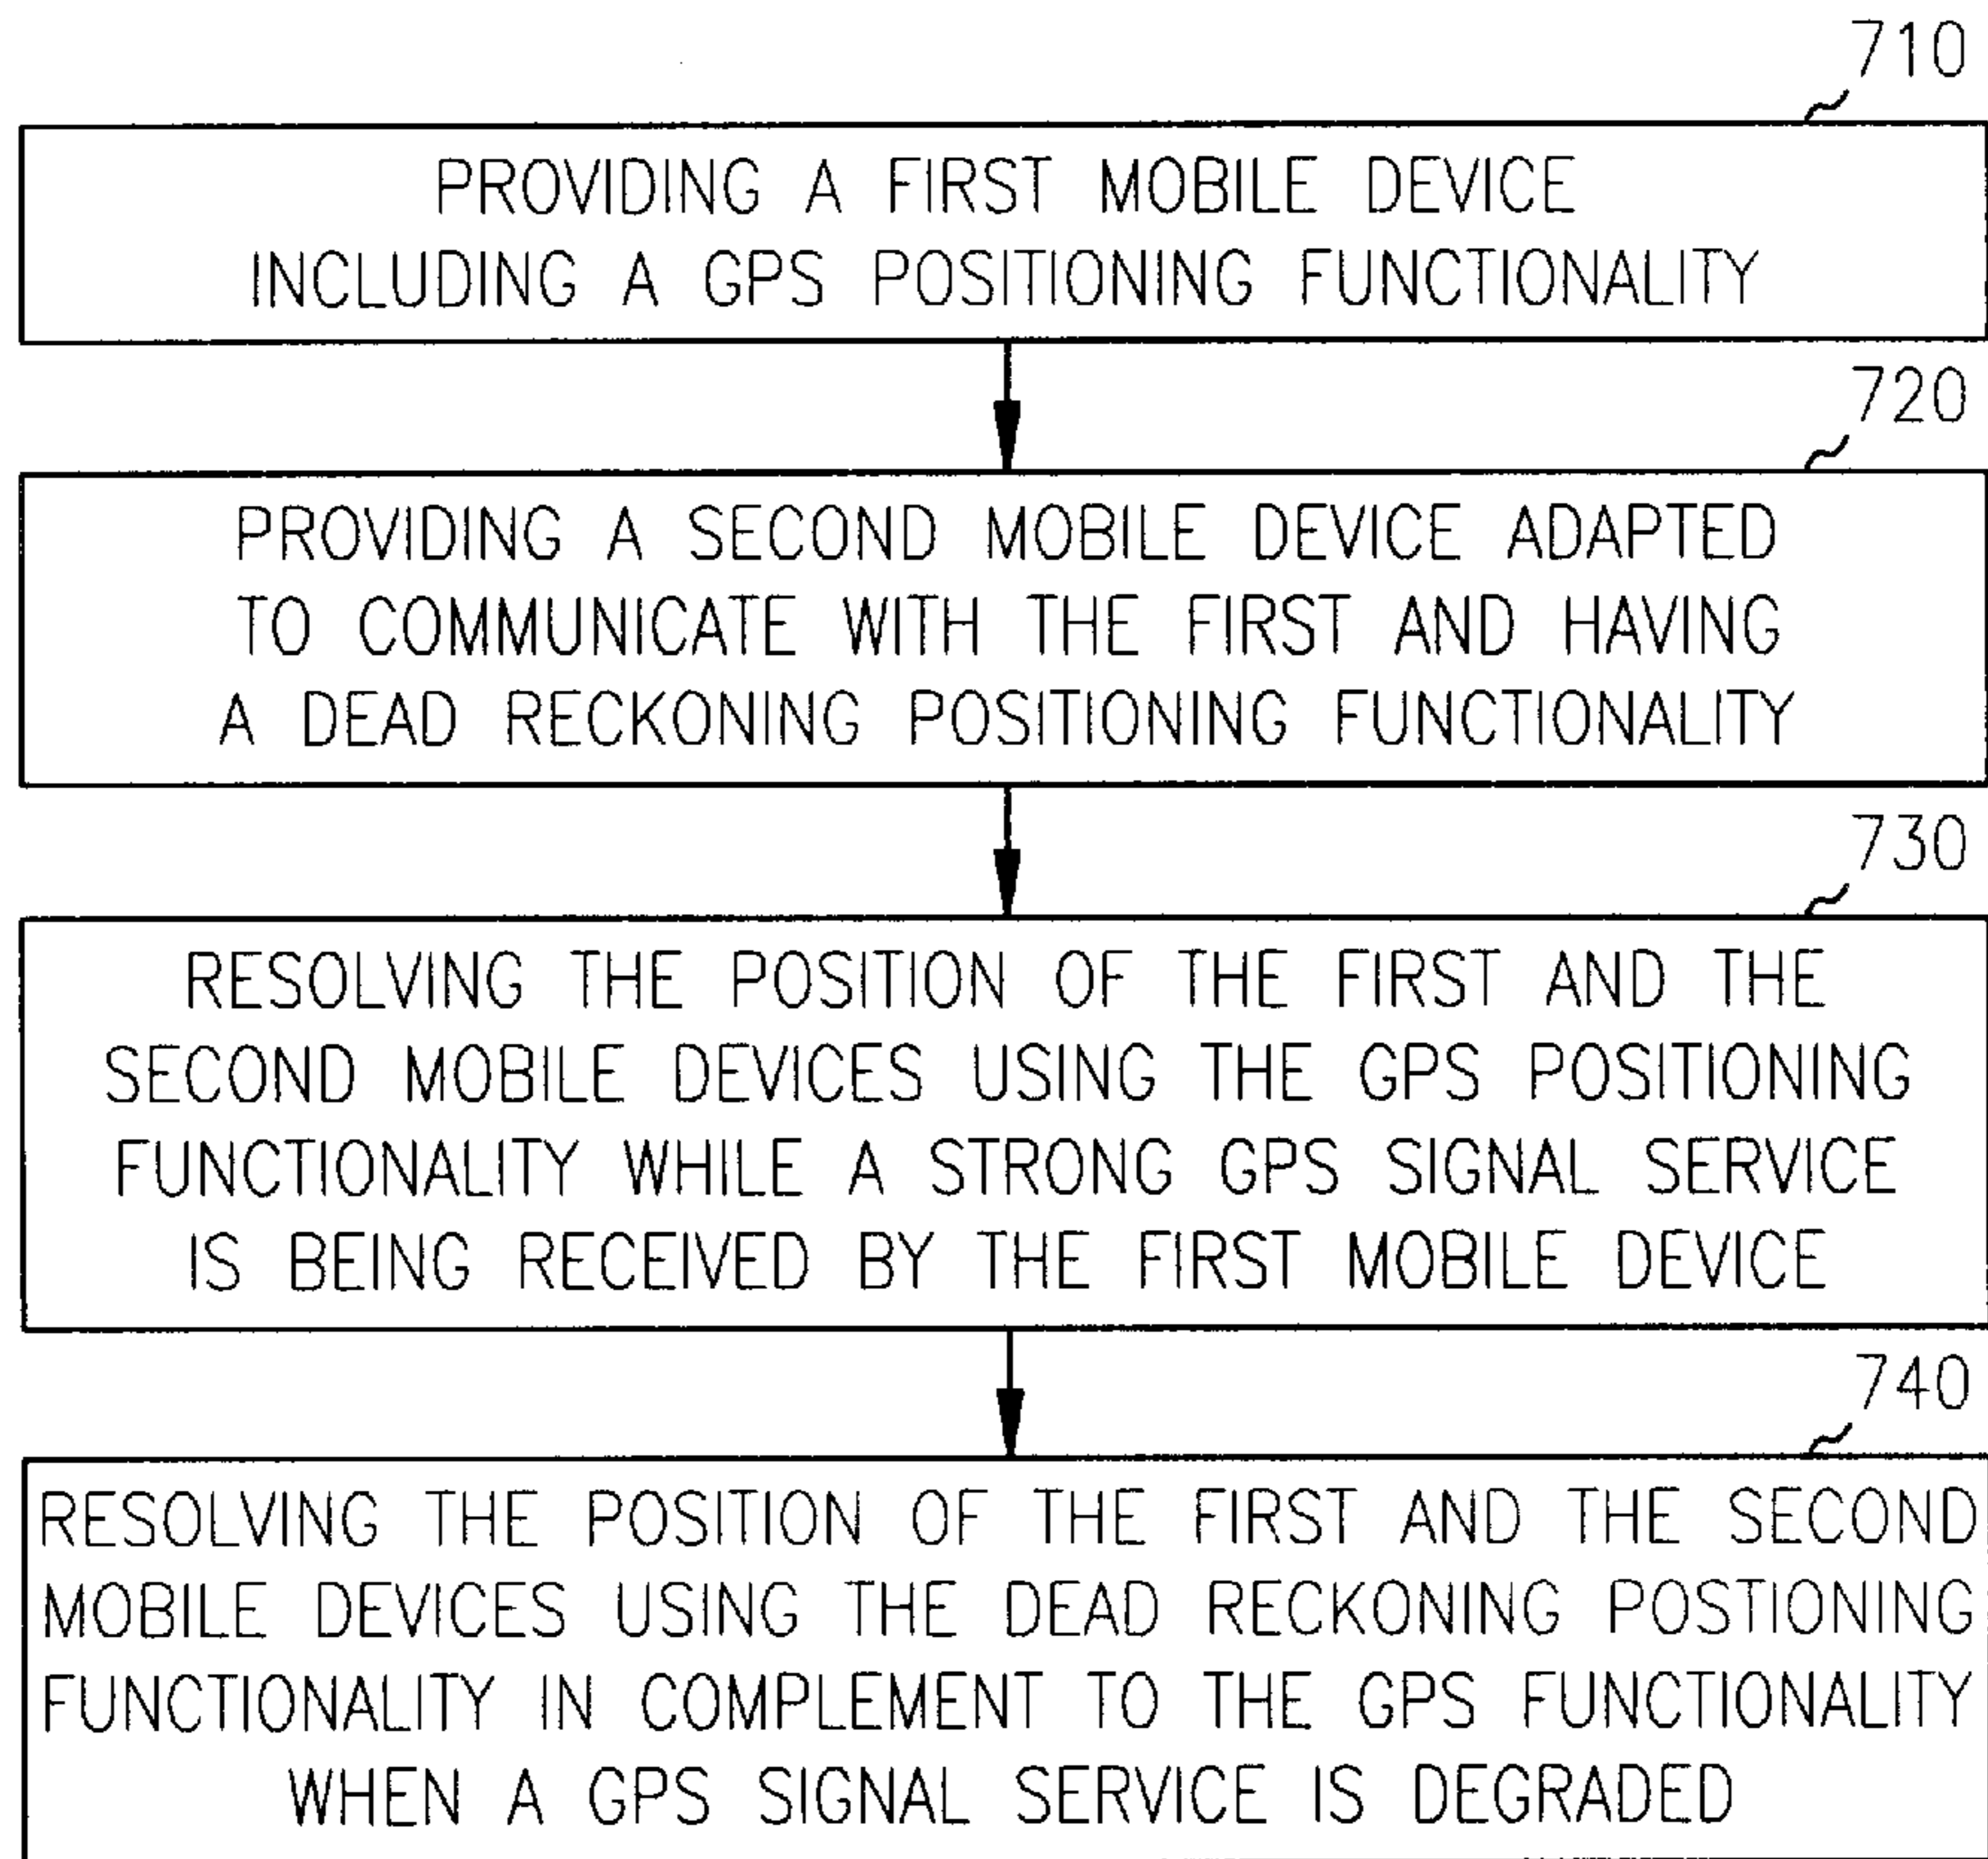 710
PROVIDING A FIRST MOBILE DEVICE
INCLUDING A GPS POSITIONING FUNCTIONALITY
720
PROVIDING A SECOND MOBILE DEVICE ADAPTED
TO COMMUNICATE WITH THE FIRST AND HAVING
A DEAD RECKONING POSITIONING FUNCTIONALITY
730
RESOLVING THE POSITION OF THE FIRST AND THE
SECOND MOBILE DEVICES USING THE GPS POSITIONING
FUNCTIONALITY WHILE A STRONG GPS SIGNAL SERVICE
IS BEING RECEIVED BY THE FIRST MOBILE DEVICE
740
RESOLVING THE POSITION OF THE FIRST AND THE SECOND
MOBILE DEVICES USING THE DEAD RECKONING POSTIONING
FUNCTIONALITY IN COMPLEMENT TO THE GPS FUNCTIONALITY
WHEN A GPS SIGNAL SERVICE IS DEGRADED